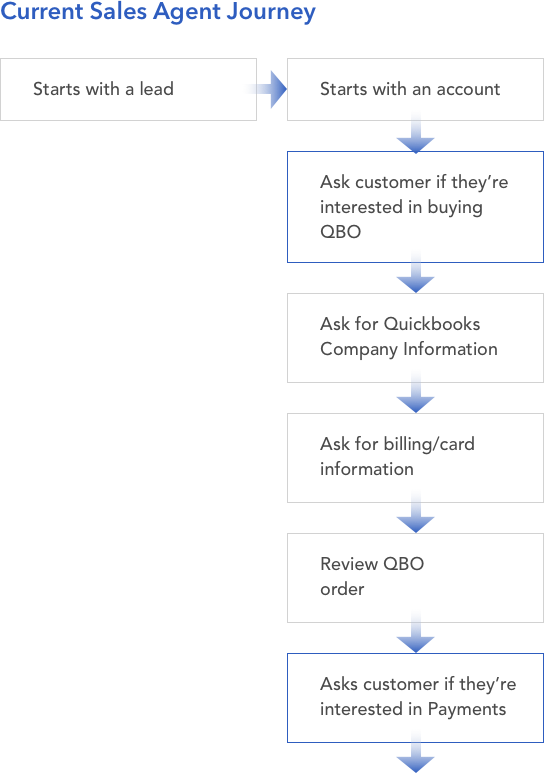 Current Sales Agent Journey
Starts with a lead
Starts with an account
Ask customer if they’re
interested in buying
QBO
Ask for Quickbooks
Company Information
Ask for billing/card
information
Review QBO
order
Asks customer if they’re
interested in Payments